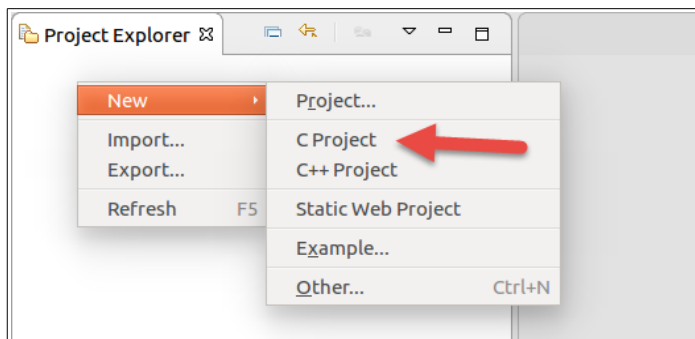 Project Explorer
New
Project...
Import...
C Project
Export...
C++ Project
Refresh F5
Static Web Project
Example...
Other... Ctrl+N